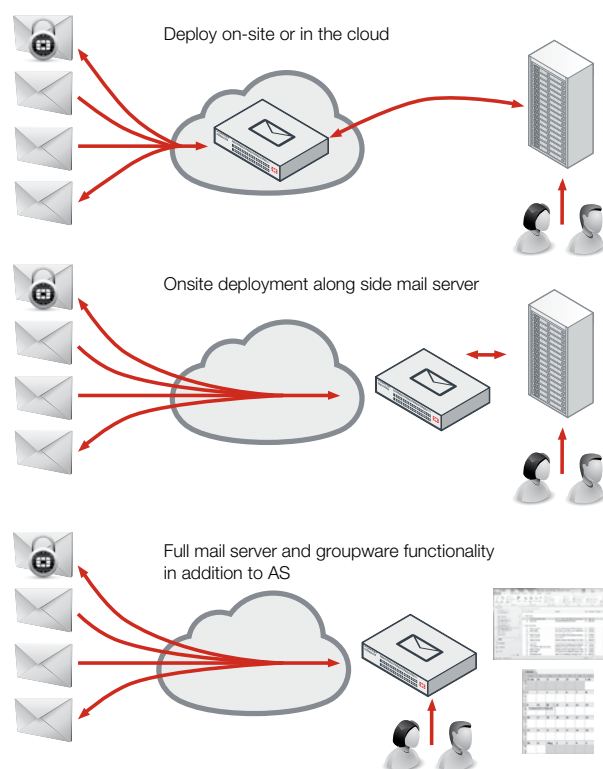 Deploy on-site or in the cloud
Onsite deployment along side mail server
Full mail server and groupware functionality
in addition to AS